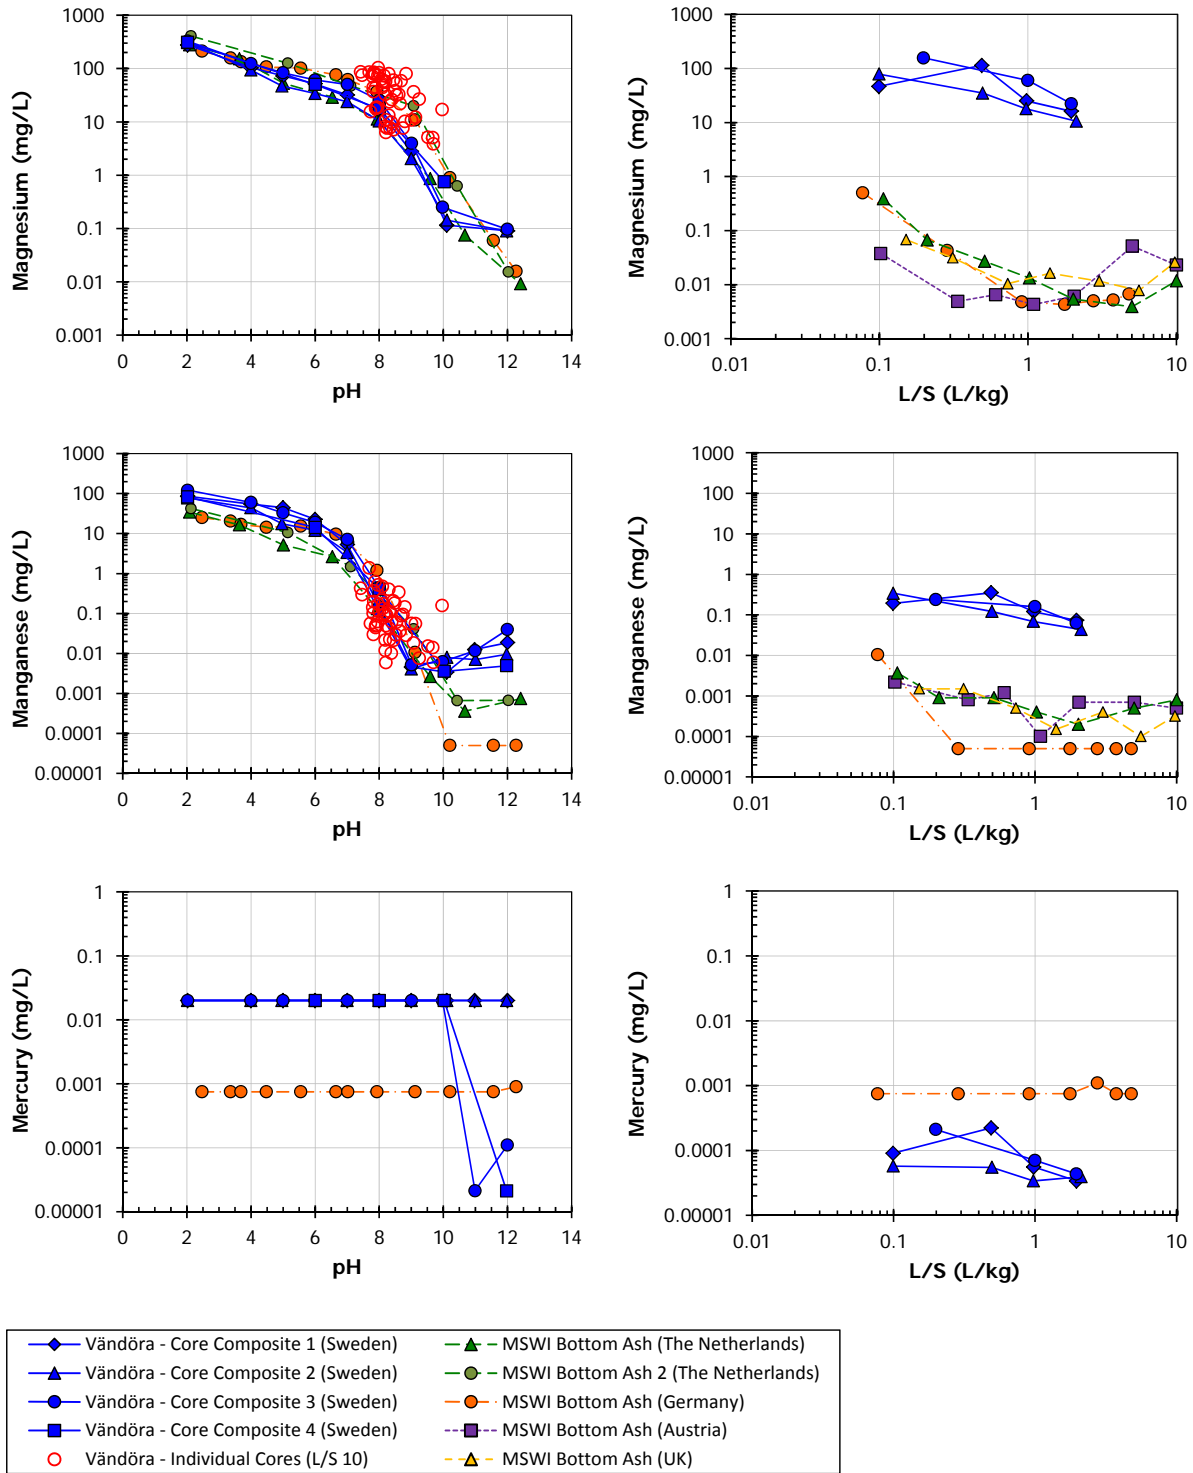 1000
100
10
1
0.1
0.01
0.001
Magnesium (mg/L)
0 2 4 6 8 10 12 14
pH
1000
100
10
1
0.1
0.01
0.001
Magnesium (mg/L)
0.01 0.1 1 10
L/S (L/kg)
1000
100
10
1
0.1
0.01
0.001
0.0001
0.00001
Manganese (mg/L)
0 2 4 6 8 10 12 14
pH
1000
100
10
1
0.1
0.01
0.001
0.0001
0.00001
Manganese (mg/L)
0.01 0.1 1 10
L/S (L/kg)
1
0.1
0.01
0.001
0.0001
0.00001
Mercury (mg/L)
0 2 4 6 8 10 12 14
pH
1
0.1
0.01
0.001
0.0001
0.00001
Mercury (mg/L)
0.01 0.1 1 10
L/S (L/kg)
Vändöra - Core Composite 1 (Sweden)
Vändöra - Core Composite 2 (Sweden)
Vändöra - Core Composite 3 (Sweden)
Vändöra - Core Composite 4 (Sweden)
Vändöra - Individual Cores (L/S 10)
MSWI Bottom Ash (The Netherlands)
MSWI Bottom Ash 2 (The Netherlands)
MSWI Bottom Ash (Germany)
MSWI Bottom Ash (Austria)
MSWI Bottom Ash (UK)